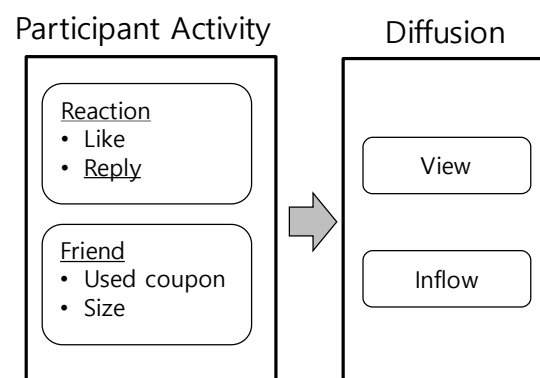 Participant Activity
Diffusion
Reaction
• Like
• Reply
Friend
• Used coupon
• Size
View
Inflow